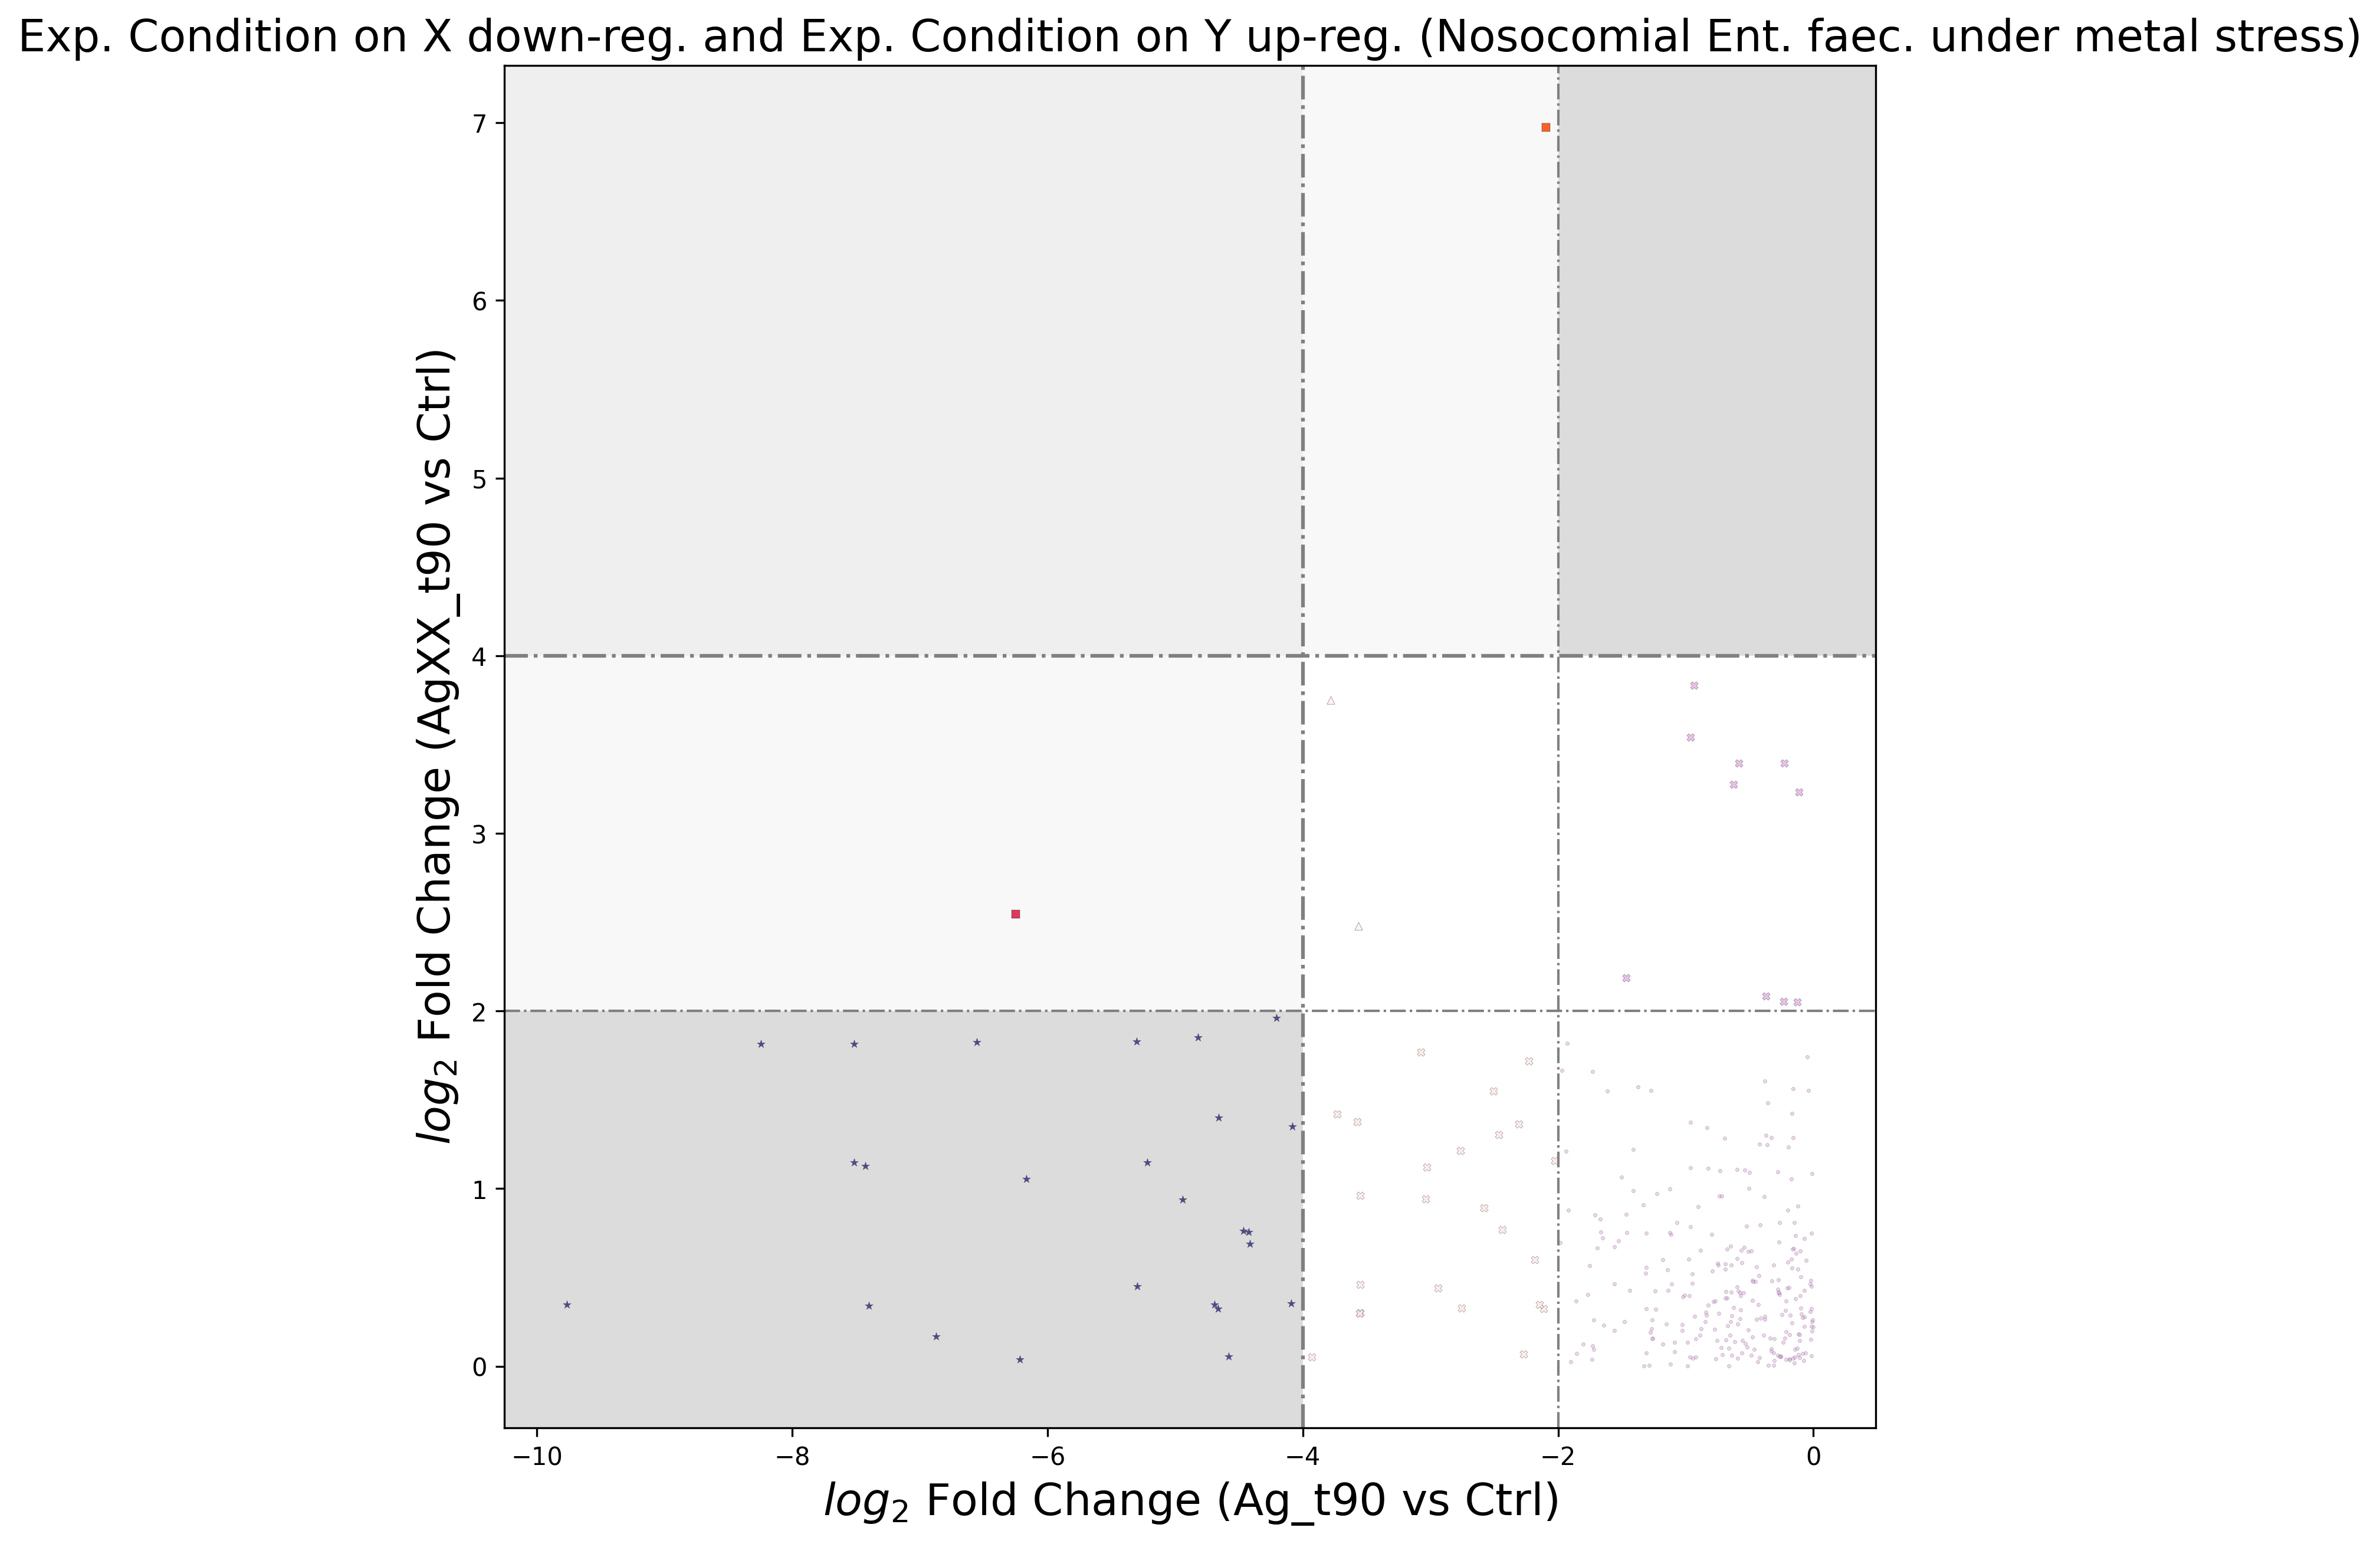 Exp. Condition on X down-reg. and Exp. Condition on Y up-reg. (Nosocomial Ent. faec. under metal stress)
log₂ Fold Change (AgXX_t90 vs Ctrl)
7
6
5
4
3
2
1
0
−10 −8 −6 −4 −2 0
log₂ Fold Change (Ag_t90 vs Ctrl)